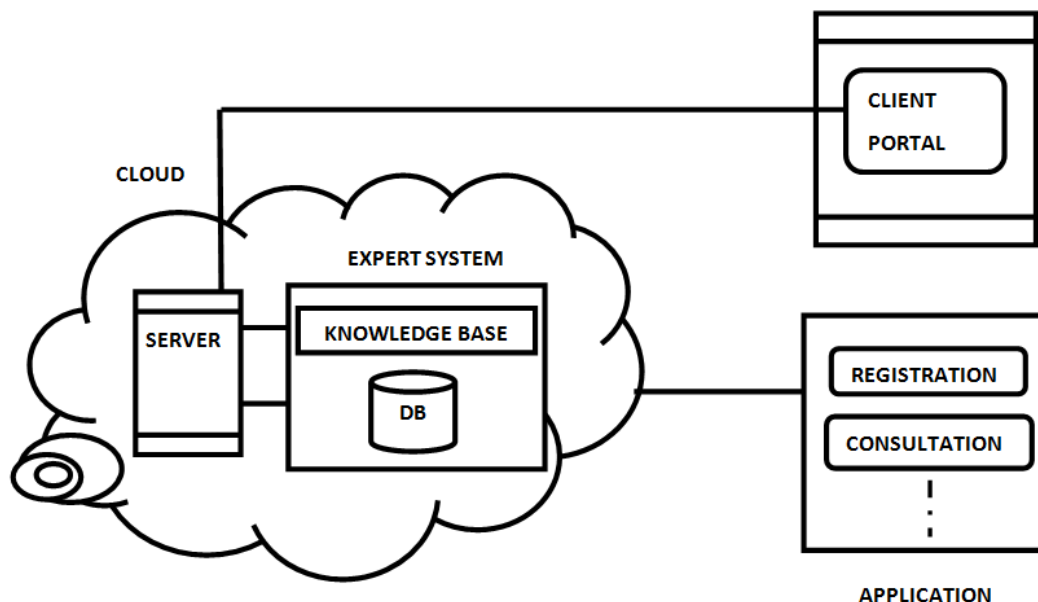 CLIENT
PORTAL
CLOUD
EXPERT SYSTEM
SERVER
KNOWLEDGE BASE
DB
REGISTRATION
CONSULTATION
APPLICATION